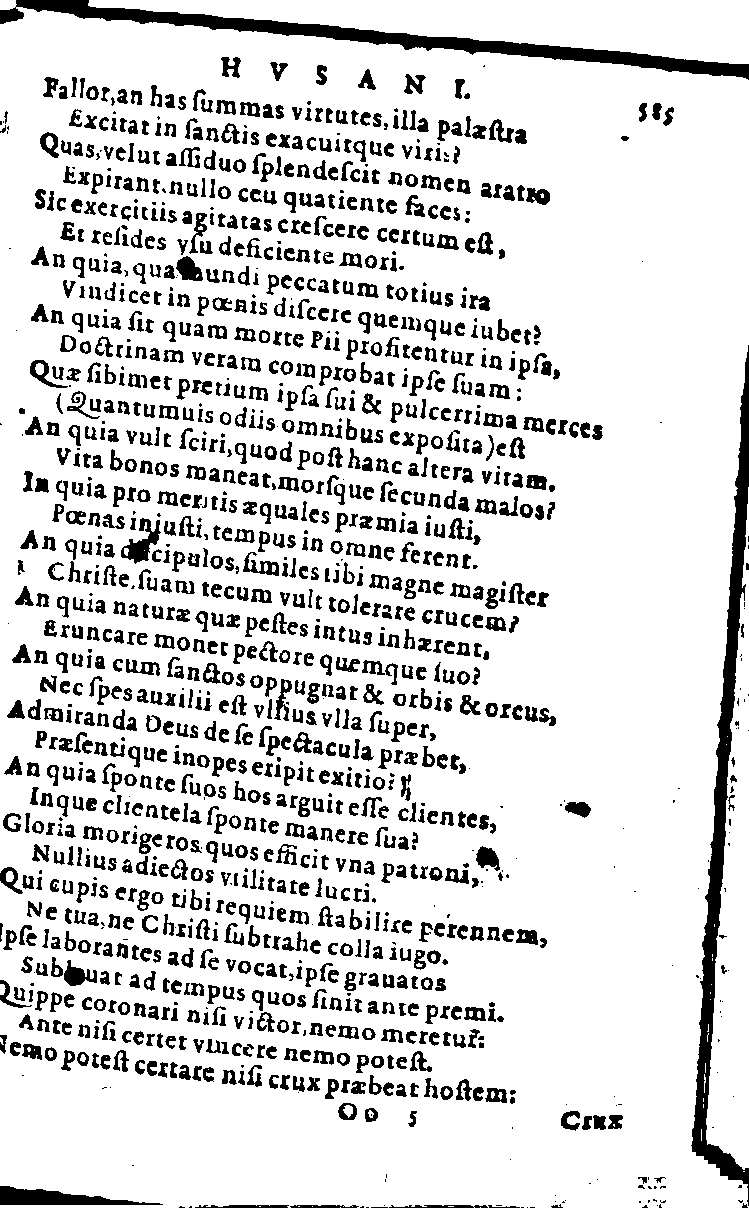 HVSANI.
585
Fallor, an has ſummas virtutes, illa palæſtra
Excitat in ſanctis exacuitque viris?
Quas, velut aſſiduo ſplendeſcit nomen aratro
Expirant, nullo ceu quatiente faces:
Sic exercitiis agitatas creſcere certum eſt,
Et reſides vſu deficiente mori.
An quia, qua mundi peccatum totius ira
Vindicet in pœnis diſcere quemque iubet?
An quia ſit quam morte Pii profitentur in ipſa,
Doctrinam veram comprobat ipſe ſuam:
Quæ ſibimet pretium ipſa ſui & pulcerrima merces
(Quantumuis odiis omnibus expoſita) eſt
An quia vult ſciri, quod poſt hanc altera vitam.
Vita bonos maneat, morſque ſecunda malos?
In quia pro meritis æquales præmia iuſti,
Pœnas iniuſti, tempus in omne ferent.
An quia diſcipulos, ſimiles tibi magne magiſter
Chriſte, ſuam tecum vult tolerare crucem?
An quia naturæ quæ peſtes intus inhærent,
Eruncare monet pectore quemque ſuo?
An quia cum ſanctos oppugnat & orbis & orcus,
Nec ſpes auxilii eſt vllius vlla ſuper,
Admiranda Deus de ſe ſpectacula præbet,
Præſentique inopes eripit exitio?
An quia ſponte ſuos hos arguit eſſe clientes,
Inque clientela ſponte manere ſua?
Gloria morigeros quos efficit vna patroni,
Nullius adiectos vtilitate lucri.
Qui cupis ergo tibi requiem ſtabilire perennem,
Ne tua, ne Chriſti ſubtrahe colla iugo.
Ipſe laborantes ad ſe vocat, ipſe grauatos
Subleuat ad tempus quos ſinit ante premi.
Quippe coronari niſi victor, nemo meretur:
Ante niſi certet vincere nemo poteſt.
Nemo poteſt certare niſi crux præbeat hoſtem:
Oo 5
Crux